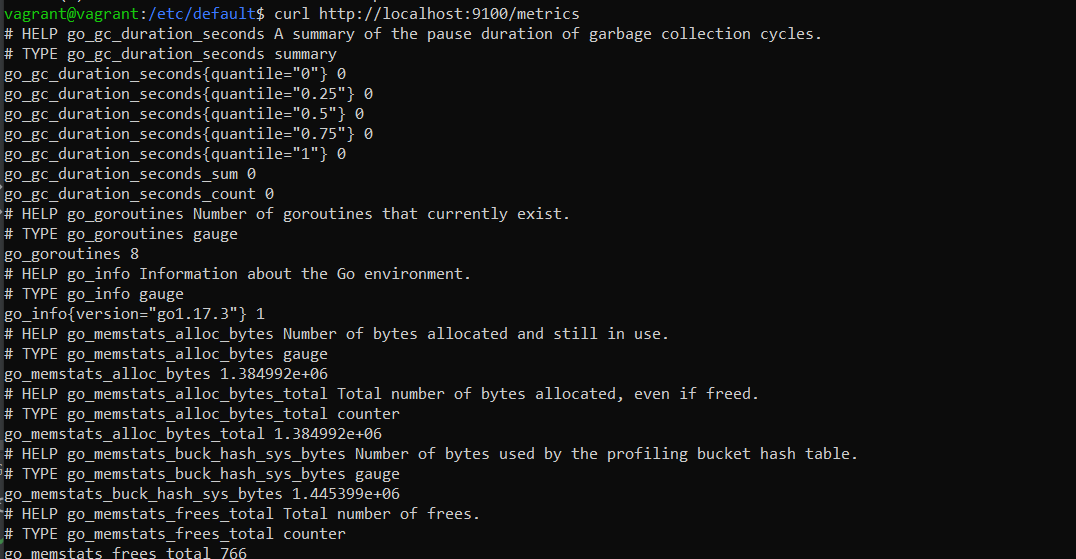 vagrant@vagrant:/etc/default$ curl http://localhost:9100/metrics
# HELP go_gc_duration_seconds A summary of the pause duration of garbage collection cycles.
# TYPE go_gc_duration_seconds summary
go_gc_duration_seconds{quantile="0"} 0
go_gc_duration_seconds{quantile="0.25"} 0
go_gc_duration_seconds{quantile="0.5"} 0
go_gc_duration_seconds{quantile="0.75"} 0
go_gc_duration_seconds{quantile="1"} 0
go_gc_duration_seconds_sum 0
go_gc_duration_seconds_count 0
# HELP go_goroutines Number of goroutines that currently exist.
# TYPE go_goroutines gauge
go_goroutines 8
# HELP go_info Information about the Go environment.
# TYPE go_info gauge
go_info{version="go1.17.3"} 1
# HELP go_memstats_alloc_bytes Number of bytes allocated and still in use.
# TYPE go_memstats_alloc_bytes gauge
go_memstats_alloc_bytes 1.384992e+06
# HELP go_memstats_alloc_bytes_total Total number of bytes allocated, even if freed.
# TYPE go_memstats_alloc_bytes_total counter
go_memstats_alloc_bytes_total 1.384992e+06
# HELP go_memstats_buck_hash_sys_bytes Number of bytes used by the profiling bucket hash table.
# TYPE go_memstats_buck_hash_sys_bytes gauge
go_memstats_buck_hash_sys_bytes 1.445399e+06
# HELP go_memstats_frees_total Total number of frees.
# TYPE go_memstats_frees_total counter
go_memstats_frees_total 766